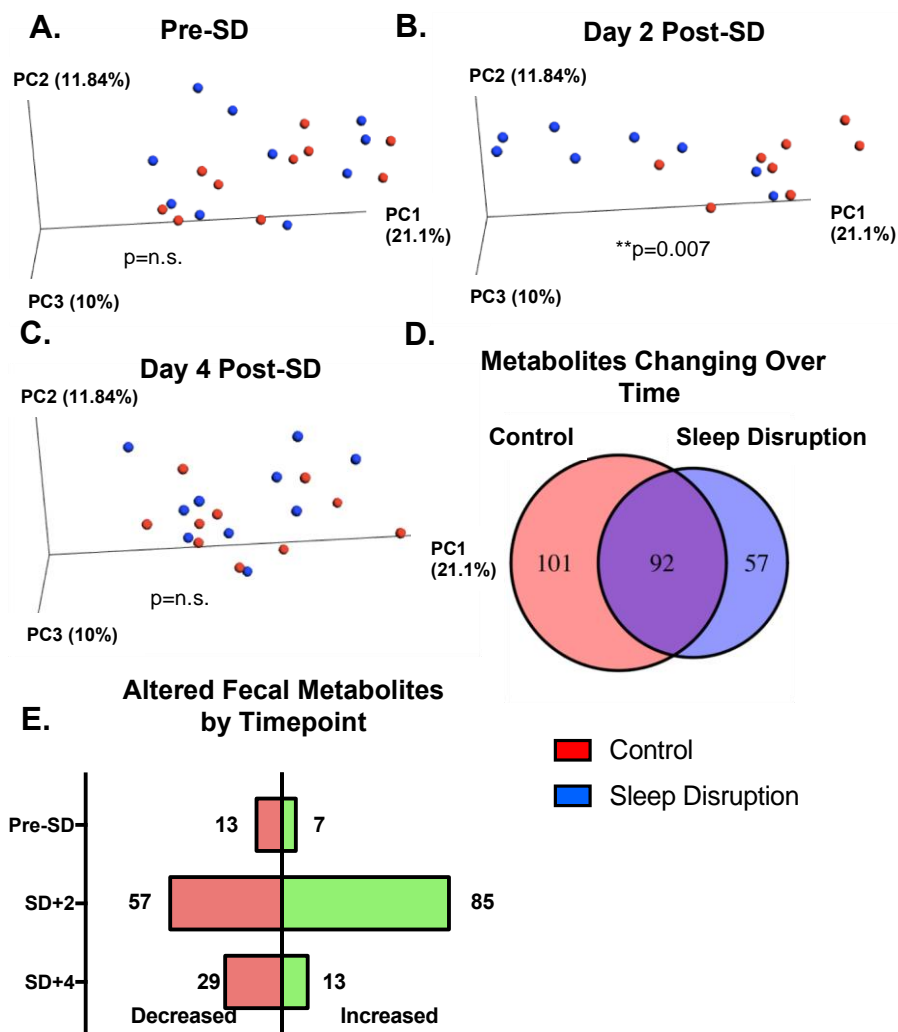 A.
Pre-SD
PC2 (11.84%)
PC1
(21.1%)
p=n.s.
PC3 (10%)
B.
Day 2 Post-SD
PC2 (11.84%)
PC1
(21.1%)
**p=0.007
PC3 (10%)
C.
Day 4 Post-SD
PC2 (11.84%)
PC1
(21.1%)
p=n.s.
PC3 (10%)
D.
Metabolites Changing Over
Time
Control Sleep Disruption
101 92 57
E.
Altered Fecal Metabolites
by Timepoint
Pre-SD 13 7
SD+2 57 85
SD+4 29 13
Decreased Increased
Control
Sleep Disruption